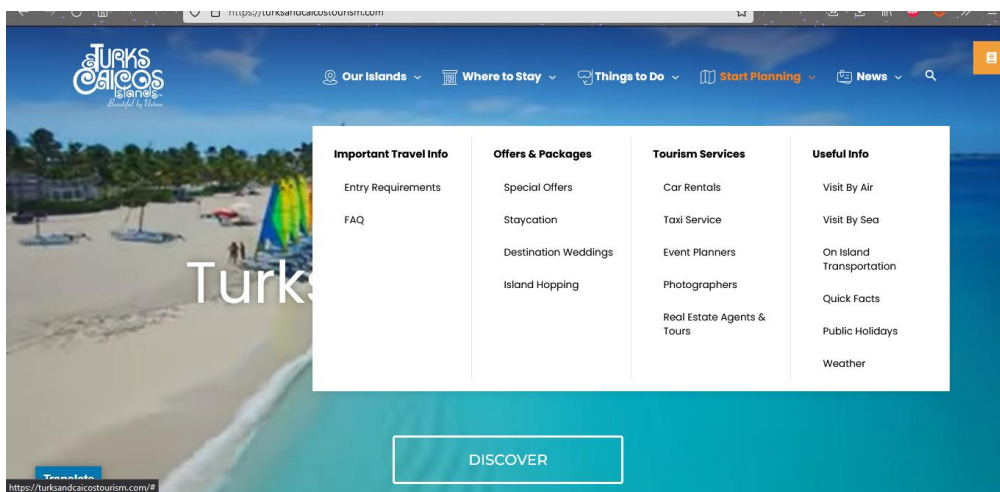 https://turksandcaicostourism.com
TURKS
CAICOS
ISLANDS
Beautiful by Nature
Our Islands
Where to Stay
Things to Do
Start Planning
News
Important Travel Info
Entry Requirements
FAQ
Offers & Packages
Special Offers
Staycation
Destination Weddings
Island Hopping
Tourism Services
Car Rentals
Taxi Service
Event Planners
Photographers
Real Estate Agents &
Tours
Useful Info
Visit By Air
Visit By Sea
On Island
Transportation
Quick Facts
Public Holidays
Weather
Turks
DISCOVER
Translate
https://turksandcaicostourism.com/#